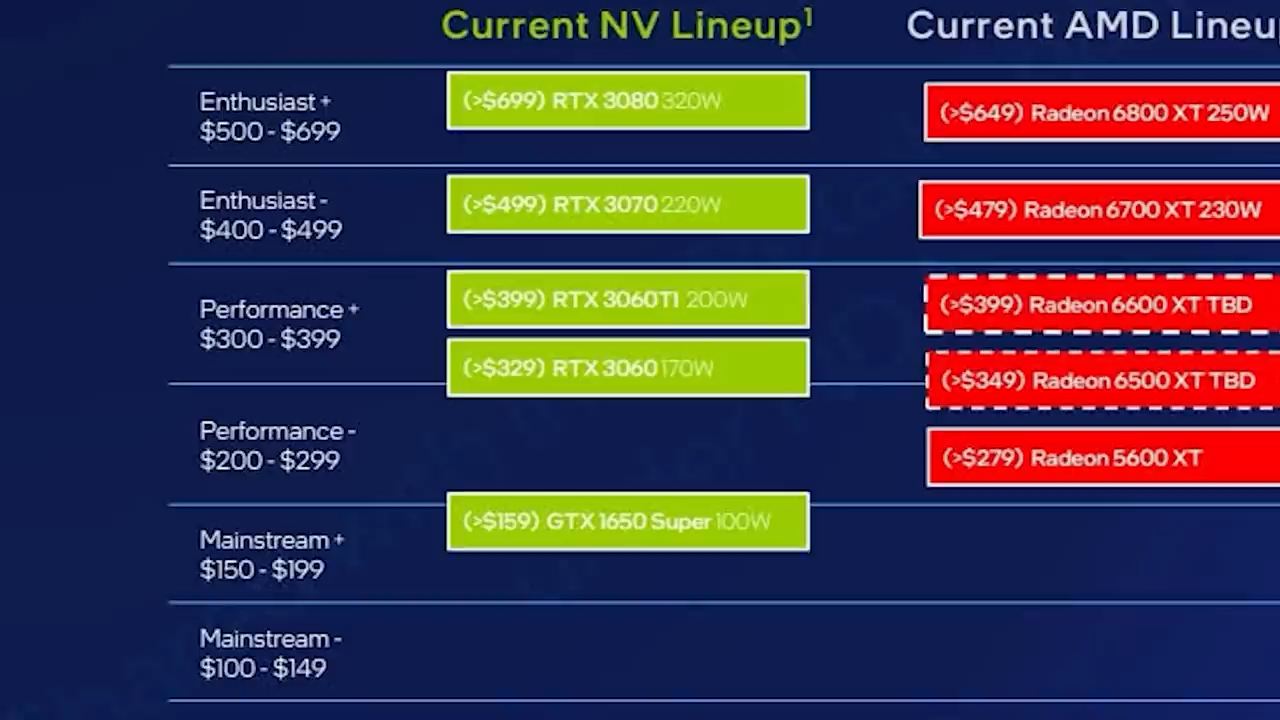 Current NV Lineup¹
Current AMD Lineu
Enthusiast +
$500 - $699
(>$699) RTX 3080 320W
(>$649) Radeon 6800 XT 250W
Enthusiast -
$400 - $499
(>$499) RTX 3070 220W
(>$479) Radeon 6700 XT 230W
Performance +
$300 - $399
(>$399) RTX 3060TI 200W
(>$399) Radeon 6600 XT TBD
(>$329) RTX 3060 170W
(>$349) Radeon 6500 XT TBD
Performance -
$200 - $299
(>$279) Radeon 5600 XT
(>$159) GTX 1650 Super 100W
Mainstream +
$150 - $199
Mainstream -
$100 - $149